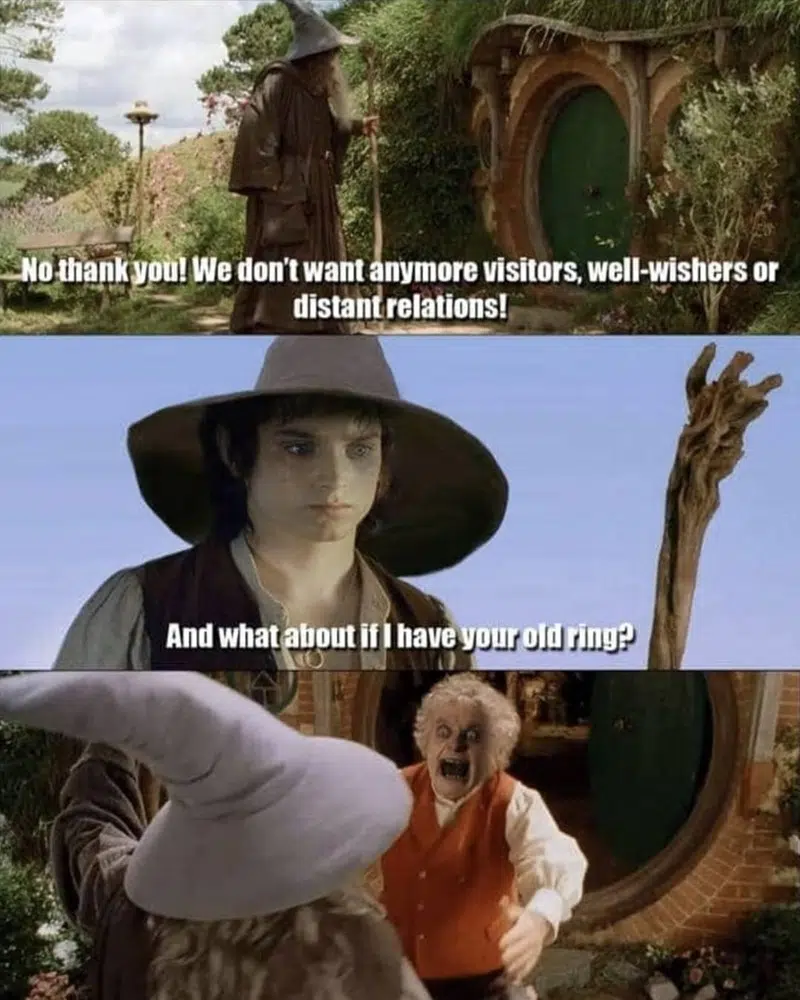 No thank you! We don't want anymore visitors, well-wishers or
distant relations!
And what about if I have your old ring?